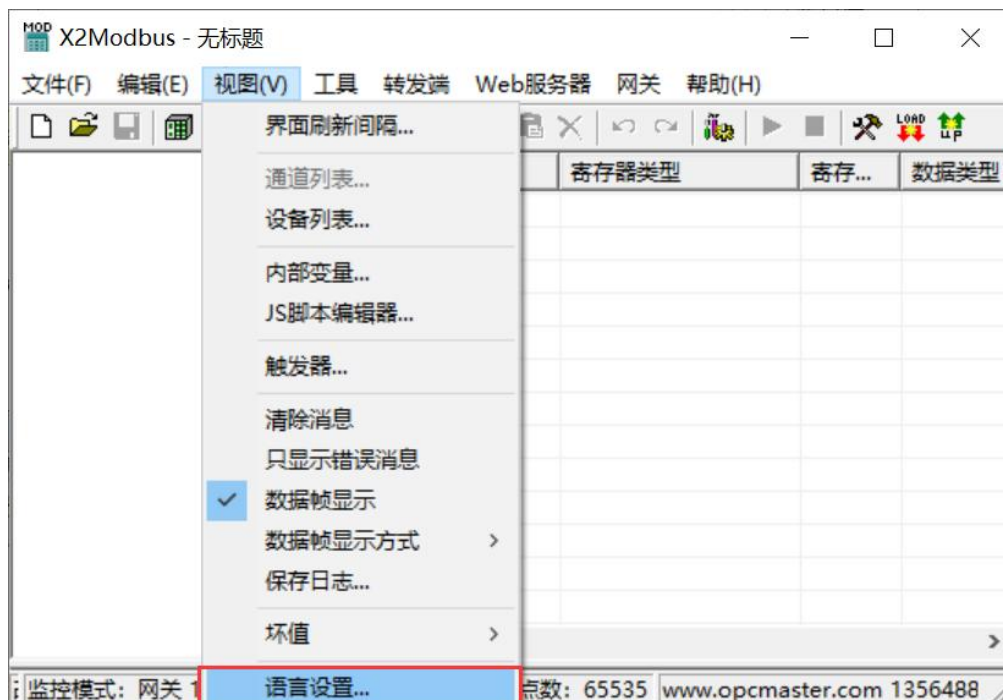 MOD X2Modbus - 无标题
文件(F) 编辑(E) 视图(V) 工具 转发端 Web服务器 网关 帮助(H)
界面刷新间隔...
LOAD UP
通道列表...
寄存器类型 寄存... 数据类型
设备列表...
内部变量...
JS脚本编辑器...
触发器...
清除消息
只显示错误消息
数据帧显示
数据帧显示方式
保存日志...
坏值
语言设置...
监控模式: 网关 1 点数: 65535 www.opcmaster.com 1356488